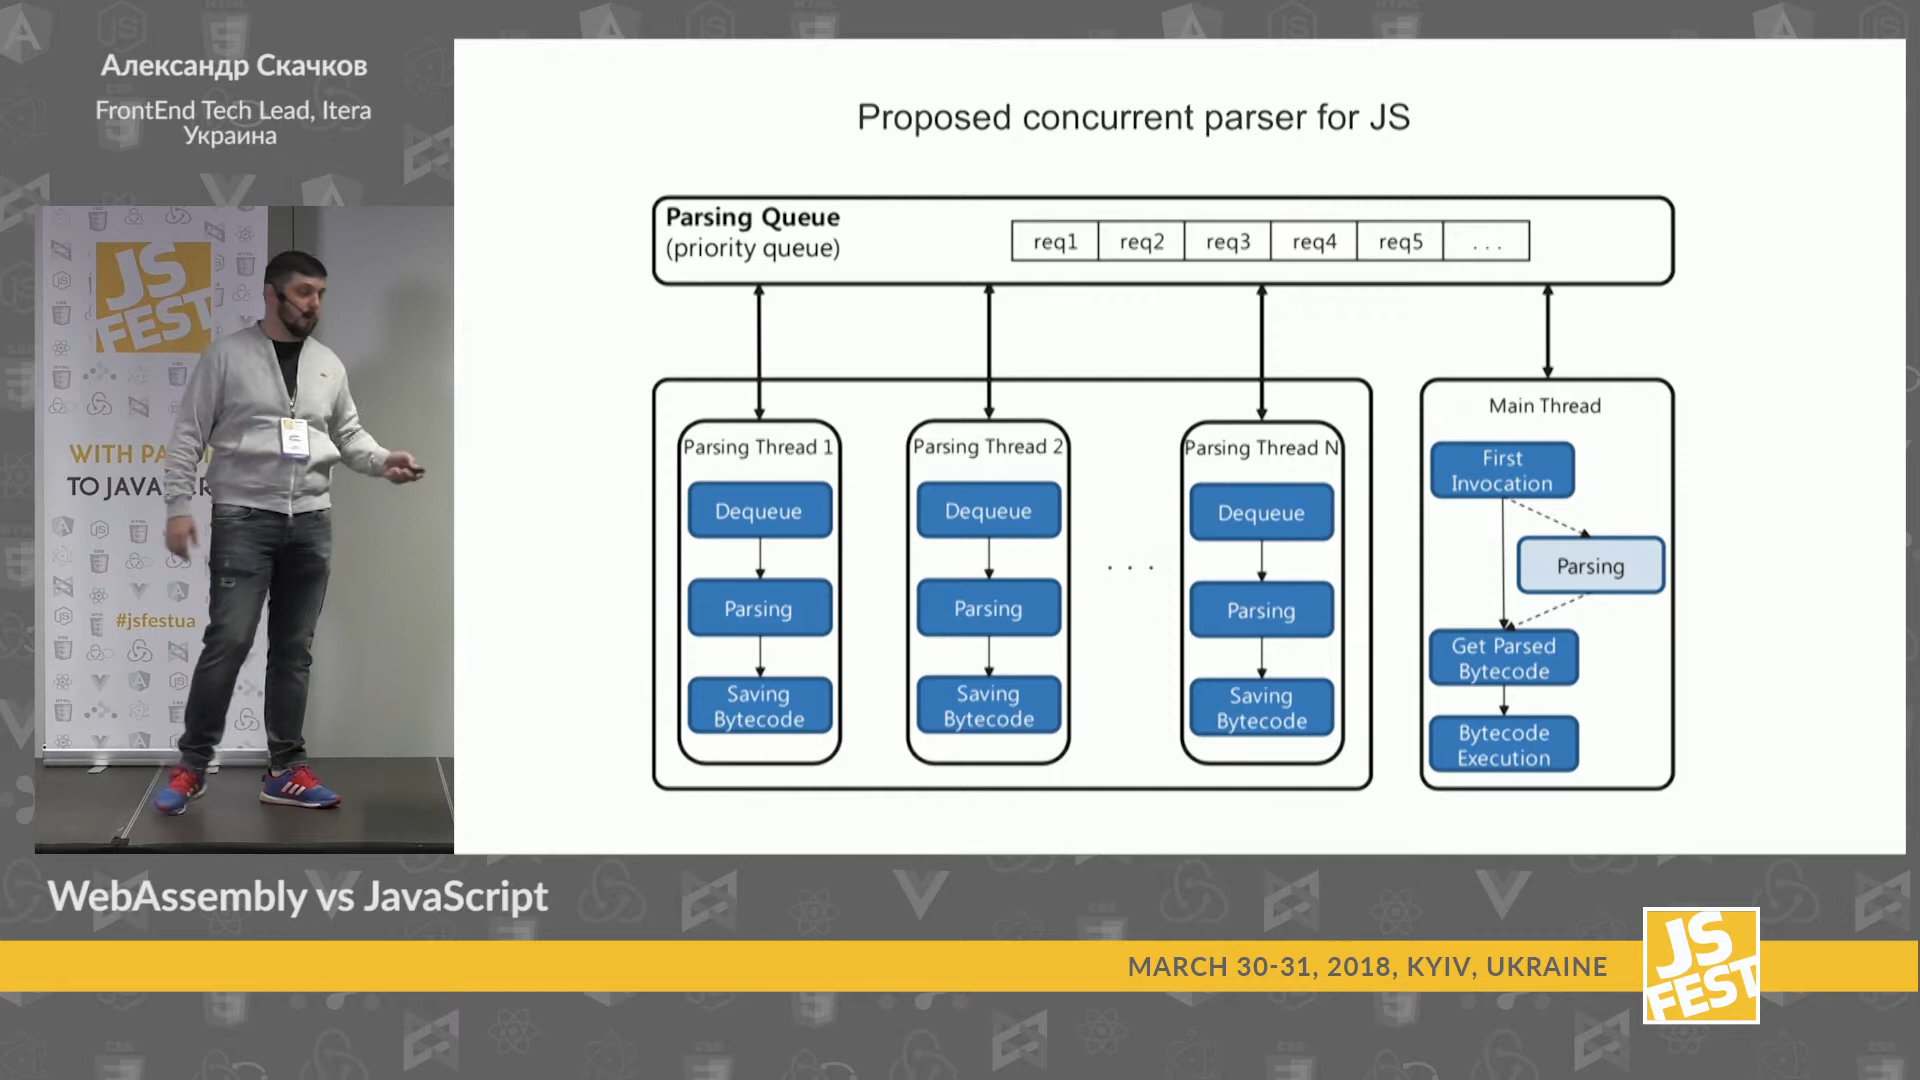 Александр Скачков
FrontEnd Tech Lead, Itera
Украина
JS
FEST
WITH PA
TO JAVA
#jsfestua
Proposed concurrent parser for JS
Parsing Queue
(priority queue)
req1 req2 req3 req4 req5 . . .
Parsing Thread 1
Dequeue
Parsing
Saving
Bytecode
Parsing Thread 2
Dequeue
Parsing
Saving
Bytecode
. . .
Parsing Thread N
Dequeue
Parsing
Saving
Bytecode
Main Thread
First
Invocation
Parsing
Get Parsed
Bytecode
Bytecode
Execution
WebAssembly vs JavaScript
MARCH 30-31, 2018, KYIV, UKRAINE
JS
FEST